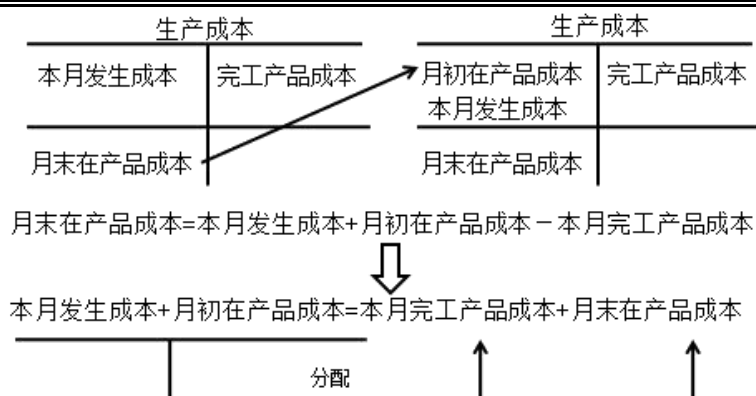 生产成本
本月发生成本 完工产品成本
月末在产品成本
生产成本
月初在产品成本 完工产品成本
本月发生成本
月末在产品成本
月末在产品成本=本月发生成本+月初在产品成本－本月完工产品成本
本月发生成本+月初在产品成本=本月完工产品成本+月末在产品成本
分配